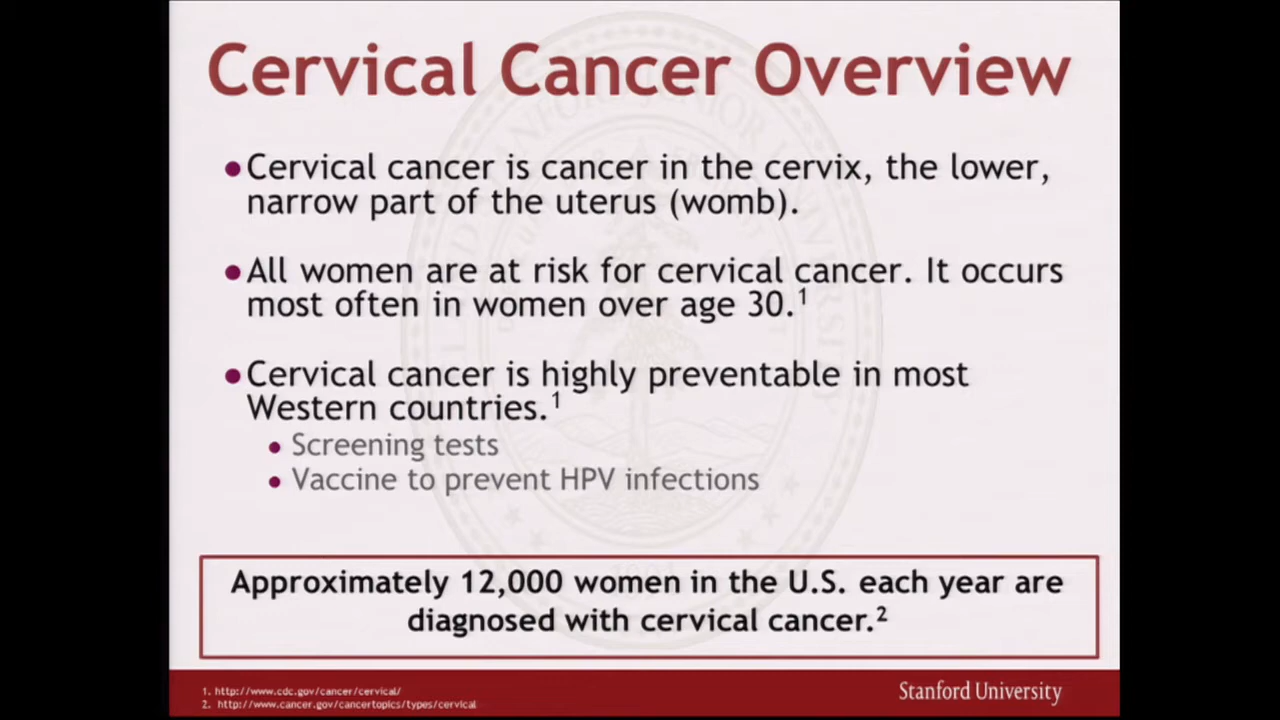 Cervical Cancer Overview
•Cervical cancer is cancer in the cervix, the lower,
narrow part of the uterus (womb).
•All women are at risk for cervical cancer. It occurs
most often in women over age 30.¹
•Cervical cancer is highly preventable in most
Western countries.¹
• Screening tests
• Vaccine to prevent HPV infections
Approximately 12,000 women in the U.S. each year are
diagnosed with cervical cancer.²
1. http://www.cdc.gov/cancer/cervical/
2. http://www.cancer.gov/cancertopics/types/cervical
Stanford University